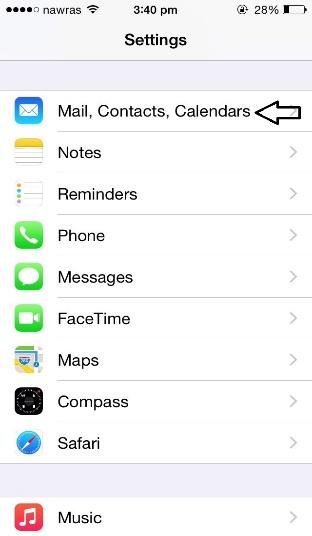 nawras 3:40 pm 28%
Settings
Mail, Contacts, Calendars
Notes
Reminders
Phone
Messages
FaceTime
Maps
Compass
Safari
Music